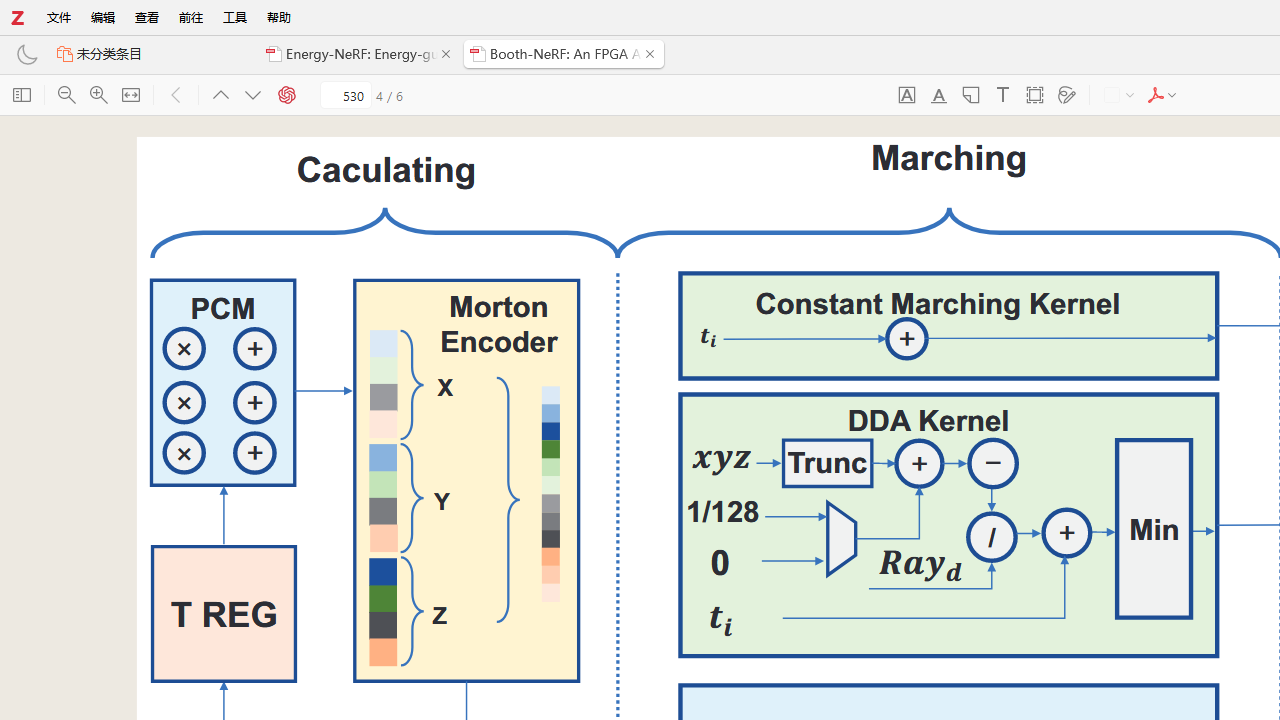 Z 文件 编辑 查看 前往 工具 帮助
未分类条目 Energy-NeRF: Energy-gu Booth-NeRF: An FPGA A
530 4 / 6
Caculating Marching
PCM
×
+
×
+
×
+
T REG
Morton
Encoder
X
Y
Z
Constant Marching Kernel
t_i
+
DDA Kernel
xyz
Trunc
+
−
1/128
0
Ray_d
/
+
Min
t_i